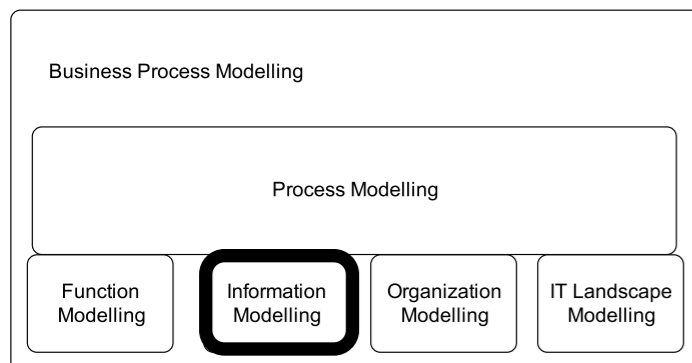 Business Process Modelling
Process Modelling
Function
Modelling
Information
Modelling
Organization
Modelling
IT Landscape
Modelling